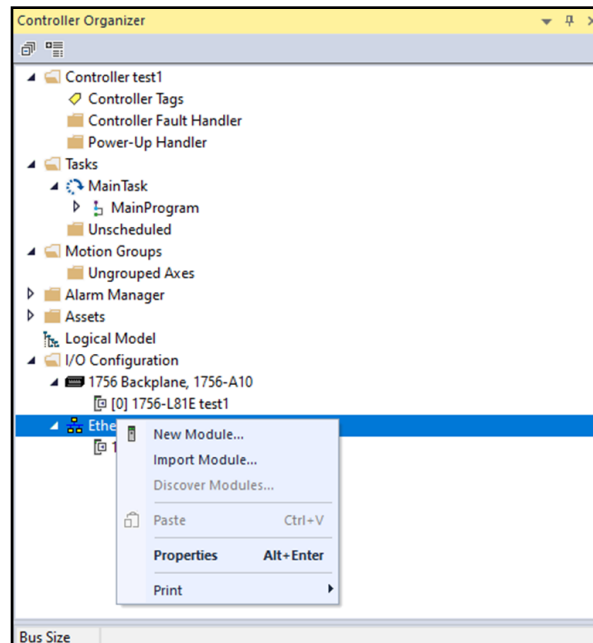 Controller Organizer
Controller test1
Controller Tags
Controller Fault Handler
Power-Up Handler
Tasks
MainTask
MainProgram
Unscheduled
Motion Groups
Ungrouped Axes
Alarm Manager
Assets
Logical Model
I/O Configuration
1756 Backplane, 1756-A10
[0] 1756-L81E test1
Ethe
1
New Module...
Import Module...
Discover Modules...
Paste Ctrl+V
Properties Alt+Enter
Print
Bus Size